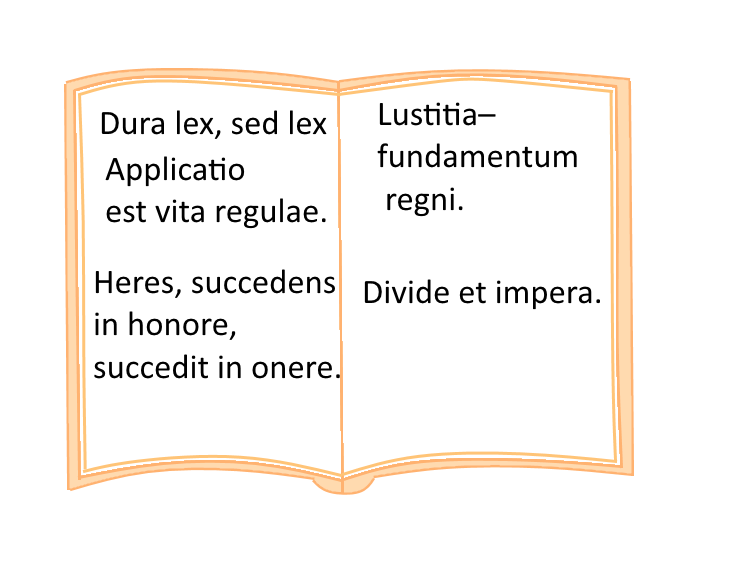 Dura lex, sed lex
Applicatio
est vita regulae.
Heres, succedens
in honore,
succedit in onere.
Lustitia–
fundamentum
regni.
Divide et impera.